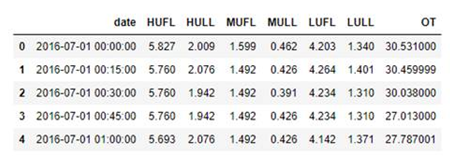 date HUFL HULL MUFL MULL LUFL LULL OT
0 2016-07-01 00:00:00 5.827 2.009 1.599 0.462 4.203 1.340 30.531000
1 2016-07-01 00:15:00 5.760 2.076 1.492 0.426 4.264 1.401 30.459999
2 2016-07-01 00:30:00 5.760 1.942 1.492 0.391 4.234 1.310 30.038000
3 2016-07-01 00:45:00 5.760 1.942 1.492 0.426 4.234 1.310 27.013000
4 2016-07-01 01:00:00 5.693 2.076 1.492 0.426 4.142 1.371 27.787001